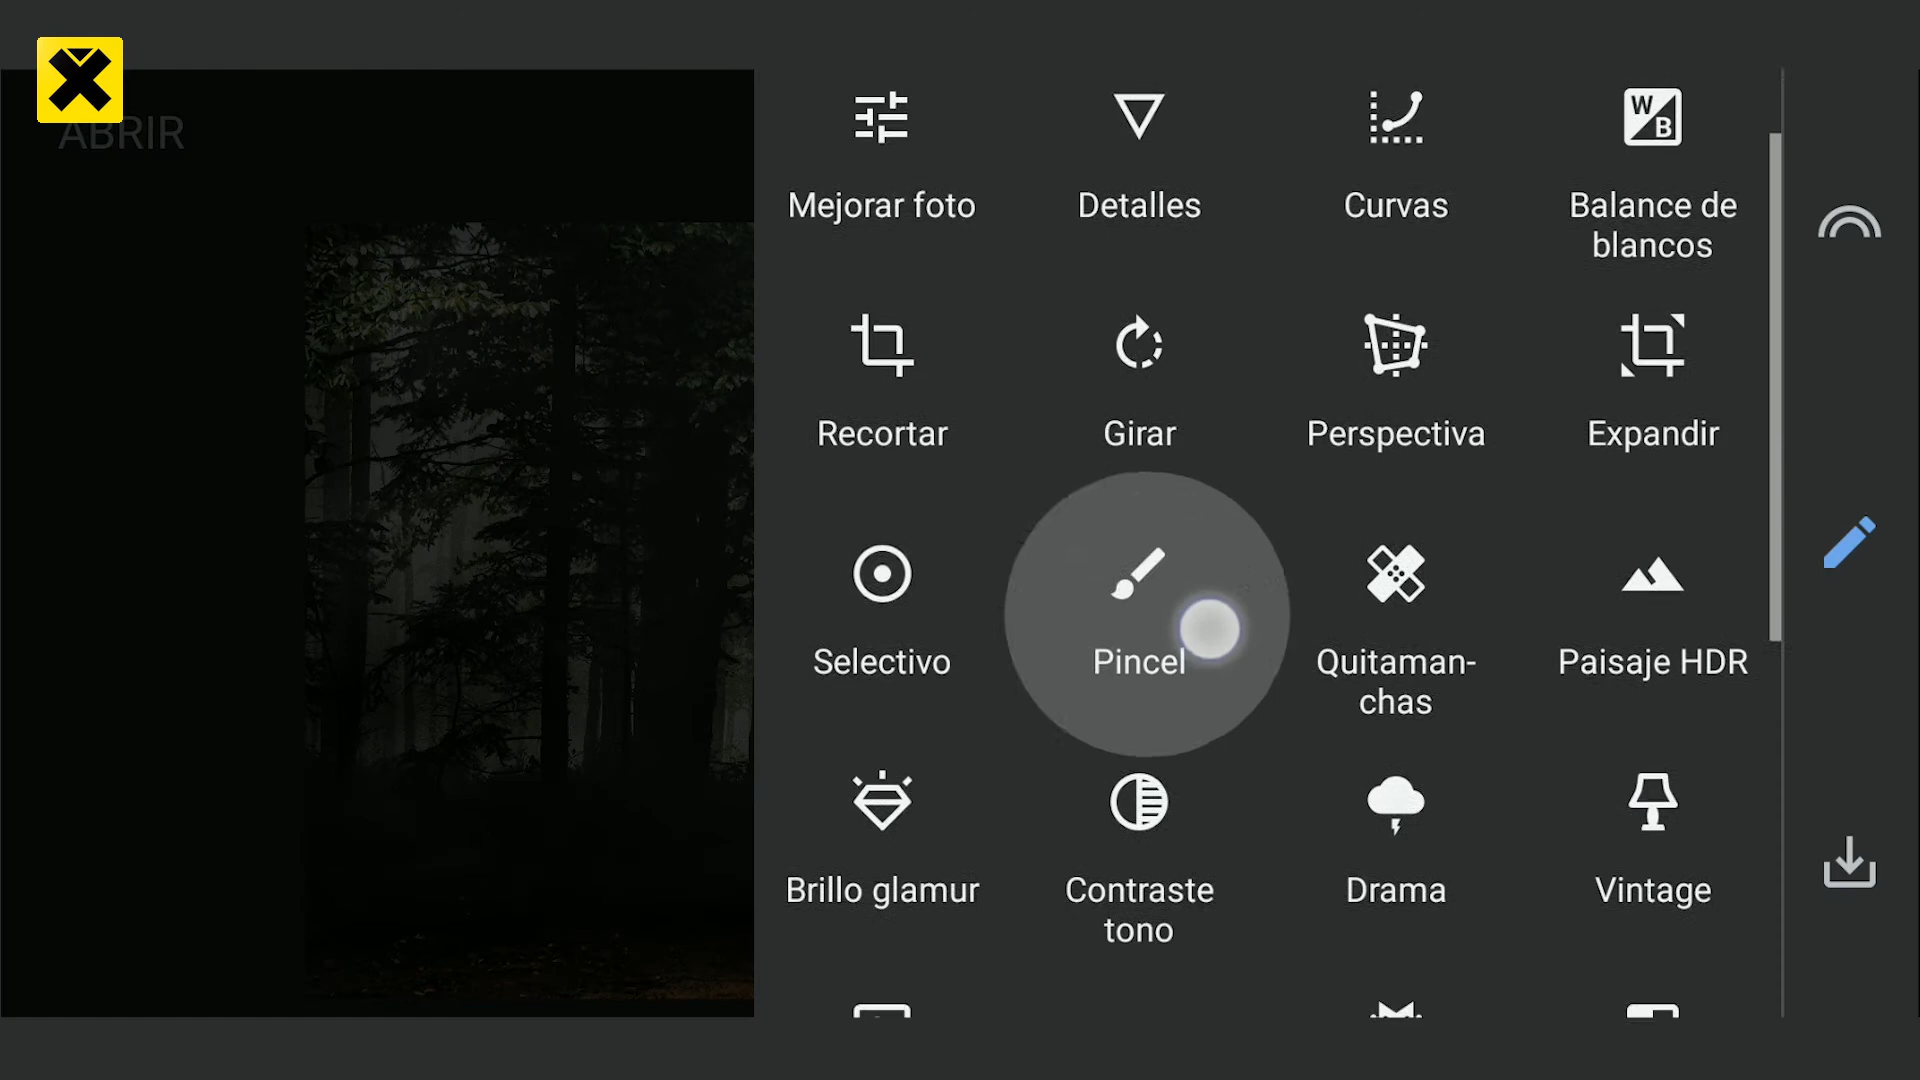 ABRIR
Mejorar foto
Detalles
Curvas
W
B
Balance de
blancos
Recortar
Girar
Perspectiva
Expandir
Selectivo
Pincel
Quitaman-
chas
Paisaje HDR
Brillo glamur
Contraste
tono
Drama
Vintage